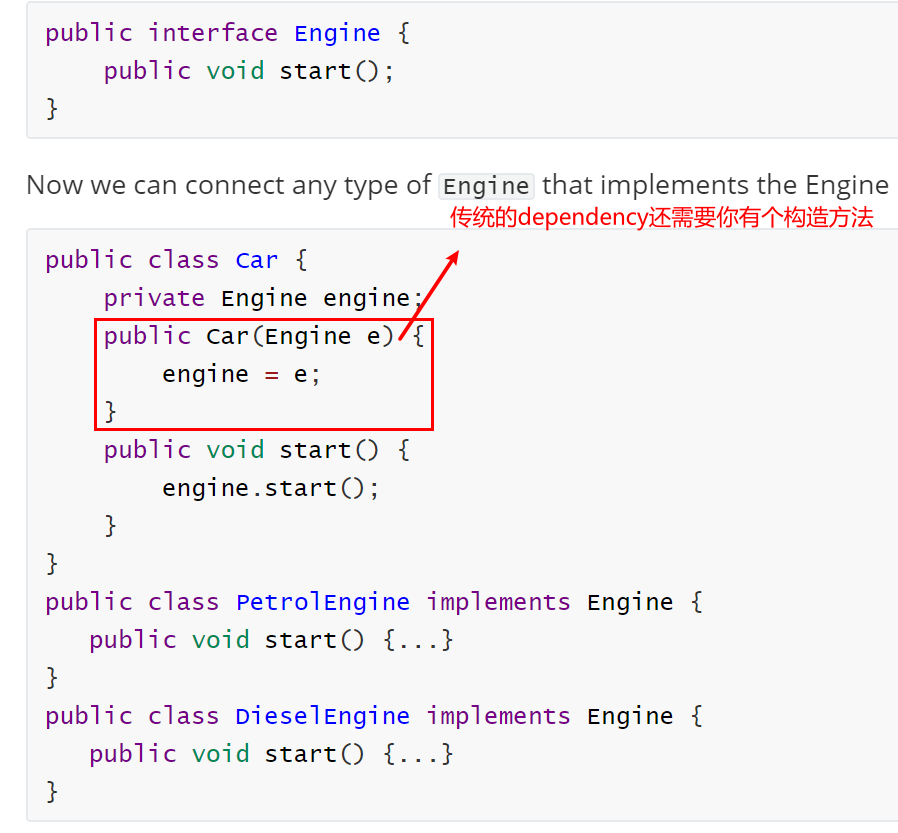 public interface Engine {
    public void start();
}
Now we can connect any type of Engine that implements the Engine
传统的dependency还需要你有个构造方法
public class Car {
    private Engine engine;
    public Car(Engine e) {
        engine = e;
    }
    public void start() {
        engine.start();
    }
}
public class PetrolEngine implements Engine {
   public void start() {...}
}
public class DieselEngine implements Engine {
   public void start() {...}
}